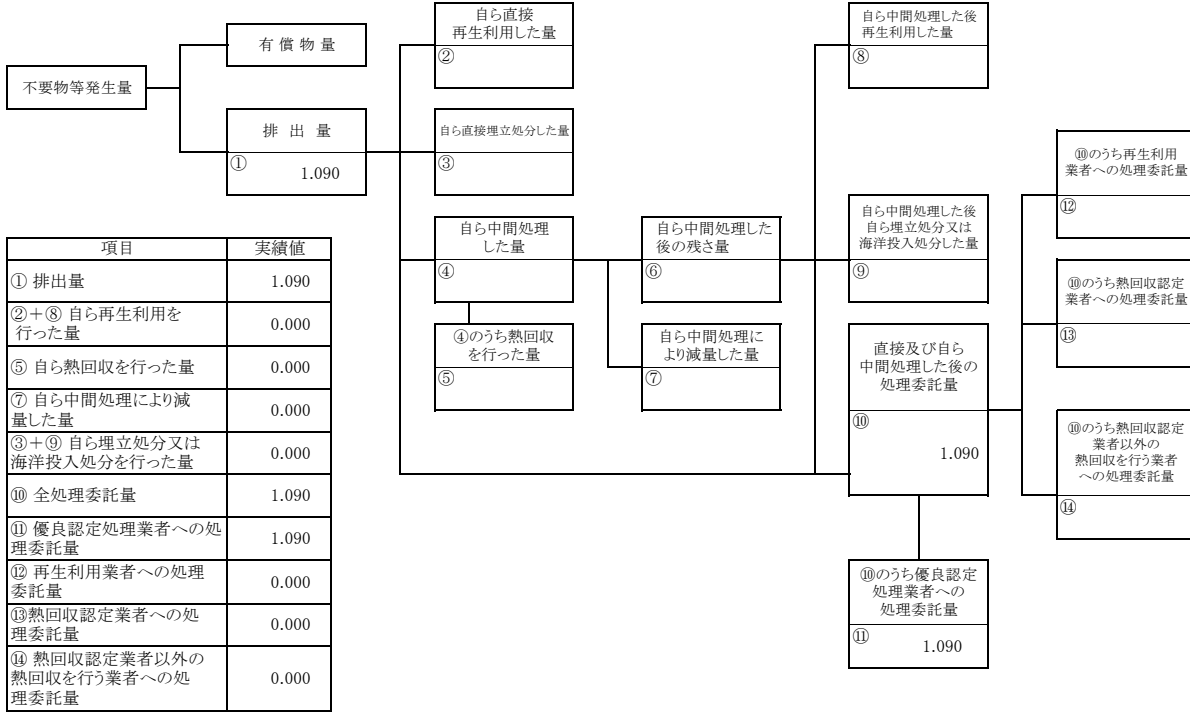 不要物等発生量
有 償 物 量
排 出 量
①
1.090
自ら直接
再生利用した量
②
自ら直接埋立処分した量
③
自ら中間処理
した量
④
④のうち熱回収
を行った量
⑤
自ら中間処理した
後の残さ量
⑥
自ら中間処理に
より減量した量
⑦
自ら中間処理した後
再生利用した量
⑧
自ら中間処理した後
自ら埋立処分又は
海洋投入処分した量
⑨
直接及び自ら
中間処理した後の
処理委託量
⑩
1.090
⑩のうち優良認定
処理業者への
処理委託量
⑪
1.090
⑩のうち再生利用
業者への処理委託量
⑫
⑩のうち熱回収認定
業者への処理委託量
⑬
⑩のうち熱回収認定
業者以外の
熱回収を行う業者
への処理委託量
⑭
項目 実績値
① 排出量 1.090
②+⑧ 自ら再生利用を
行った量 0.000
⑤ 自ら熱回収を行った量 0.000
⑦ 自ら中間処理により減
量した量 0.000
③+⑨ 自ら埋立処分又は
海洋投入処分を行った量 0.000
⑩ 全処理委託量 1.090
⑪ 優良認定処理業者への処
理委託量 1.090
⑫ 再生利用業者への処理
委託量 0.000
⑬熱回収認定業者への処
理委託量 0.000
⑭ 熱回収認定業者以外の
熱回収を行う業者への処
理委託量 0.000